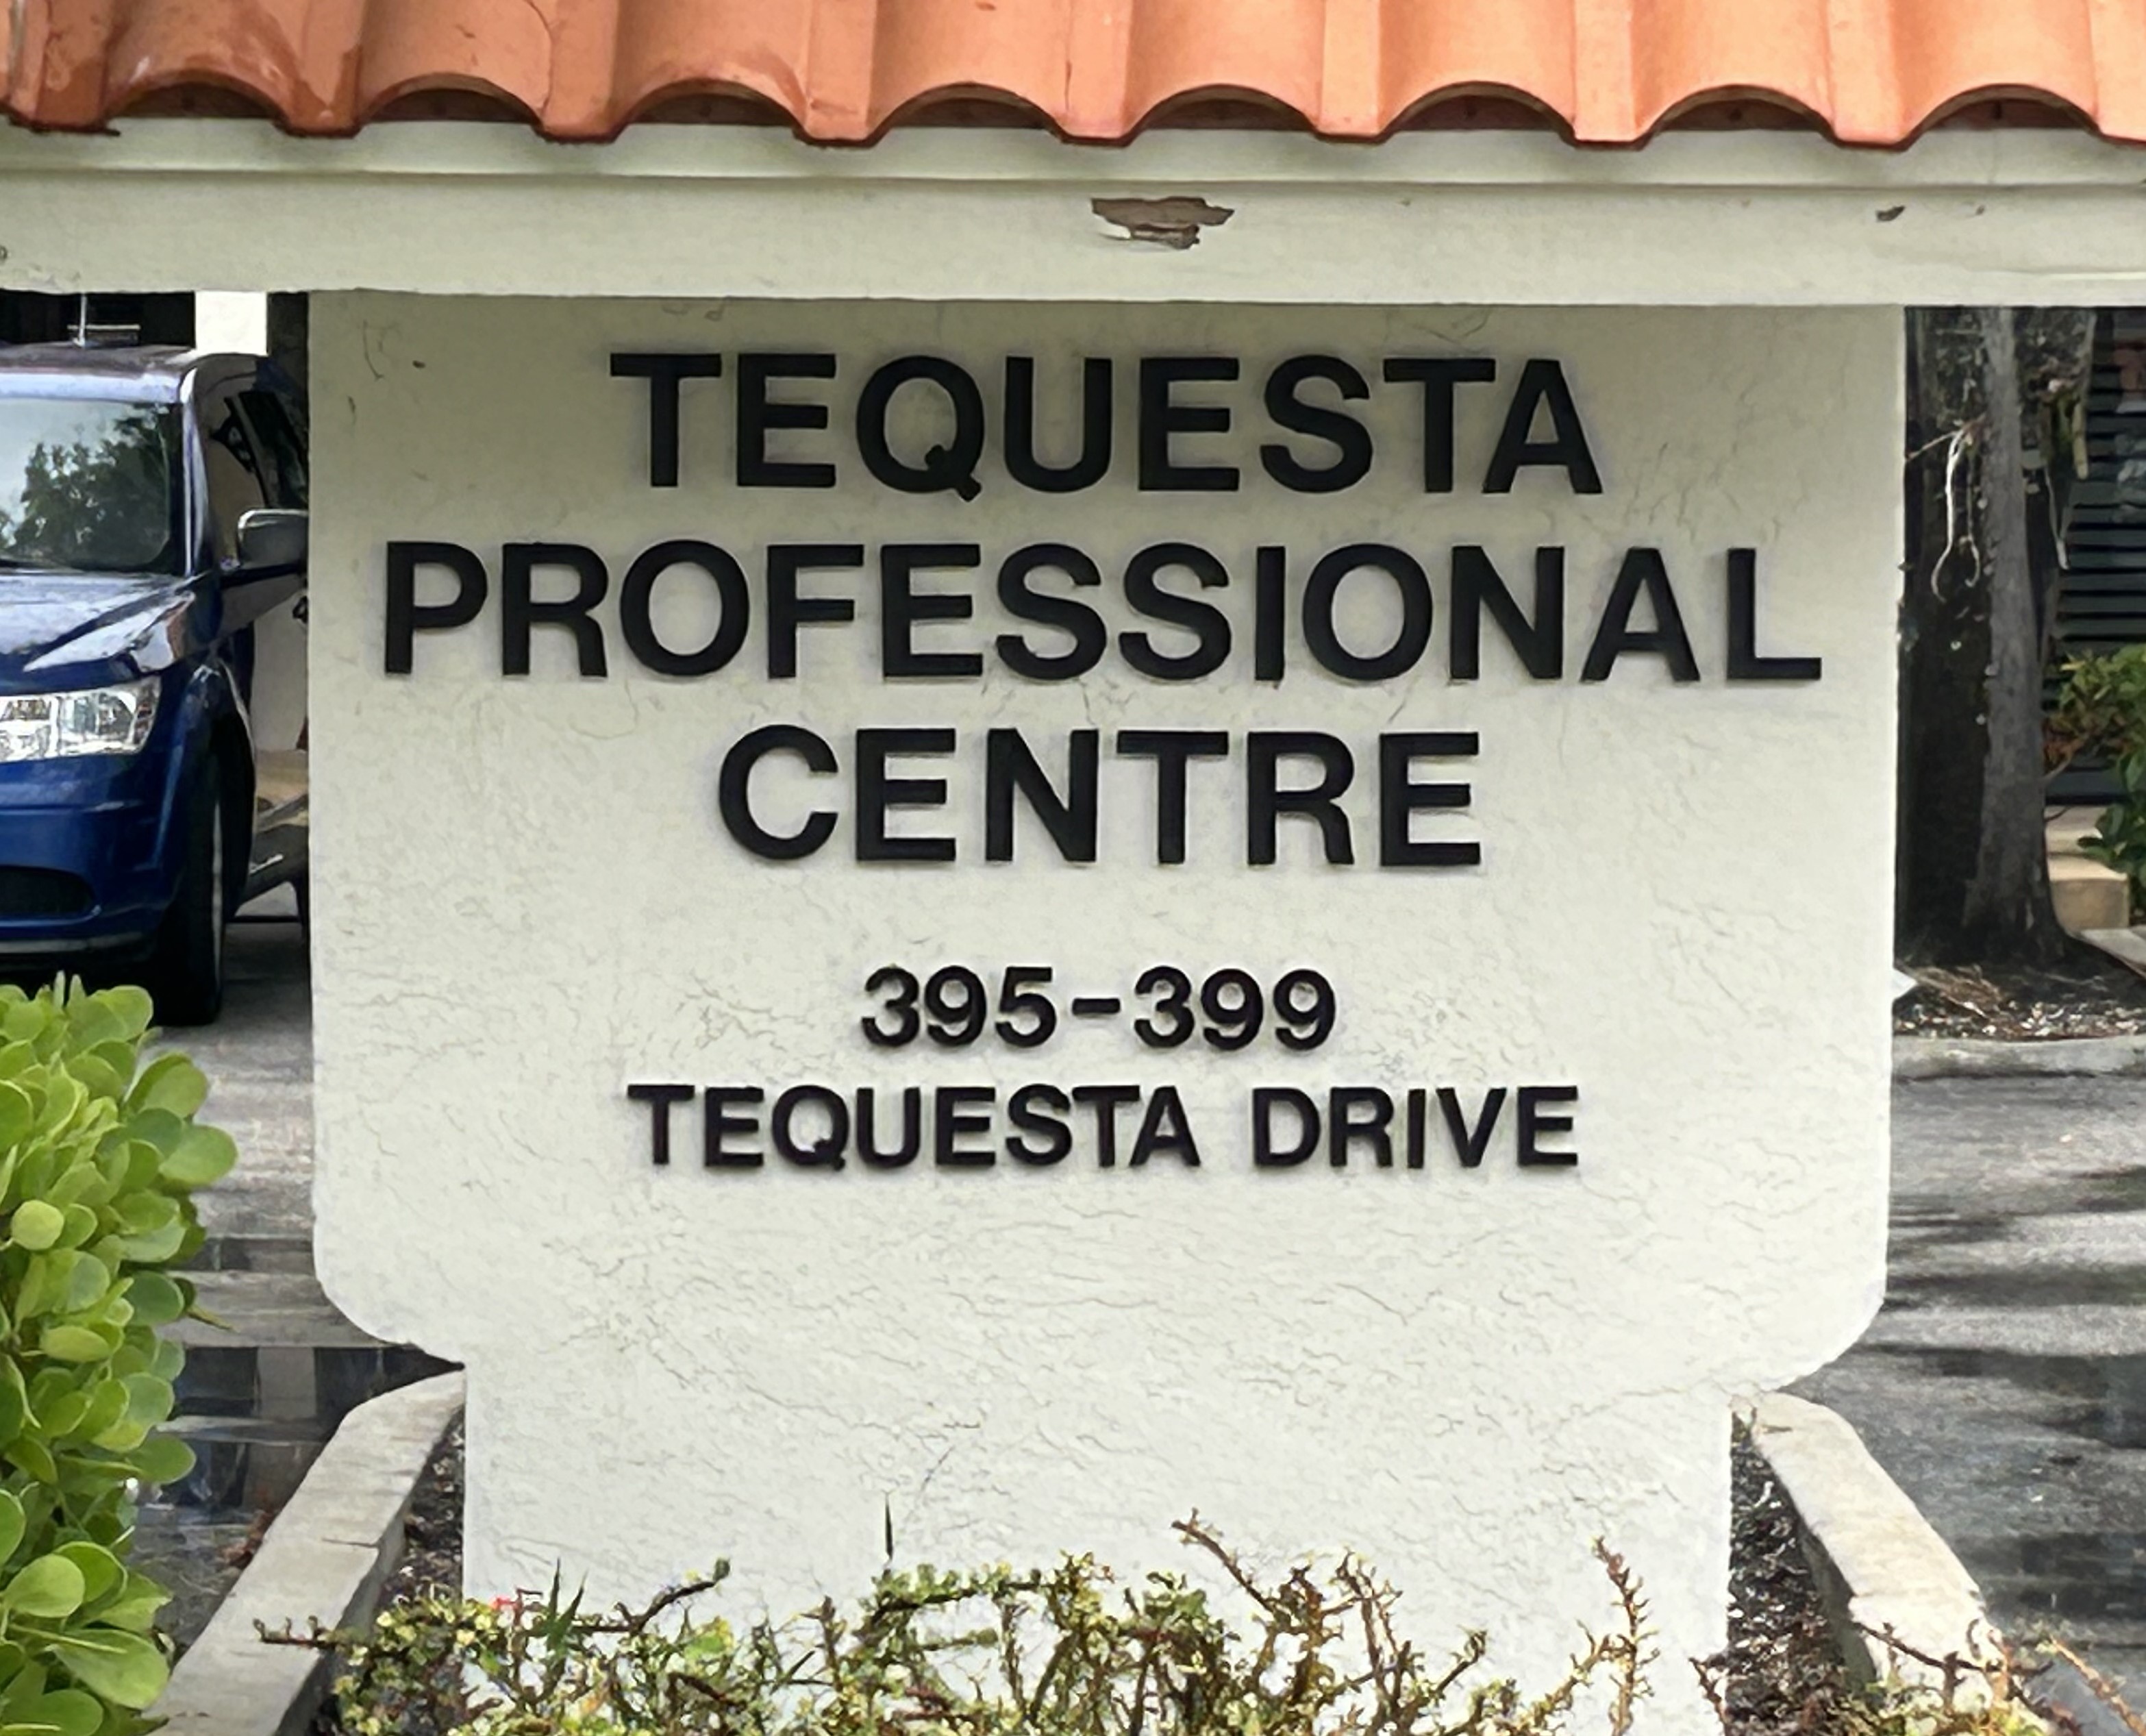 TEQUESTA
PROFESSIONAL
CENTRE
395-399
TEQUESTA DRIVE